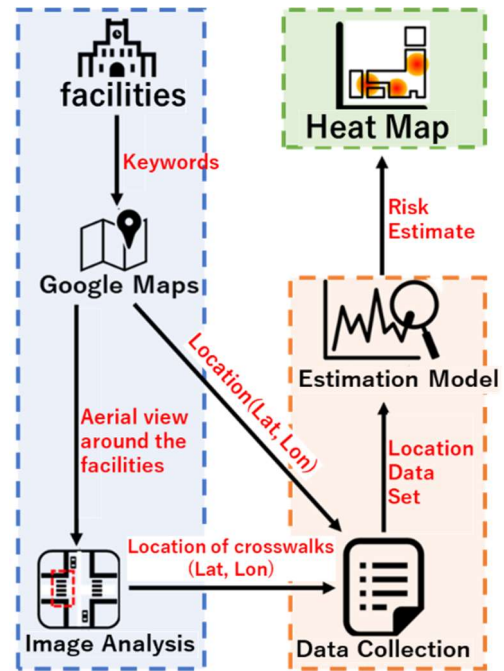 facilities
Keywords
Google Maps
Aerial view
around the
facilities
Image Analysis
Location(Lat, Lon)
Location of crosswalks
(Lat, Lon)
Heat Map
Risk
Estimate
Estimation Model
Location
Data
Set
Data Collection